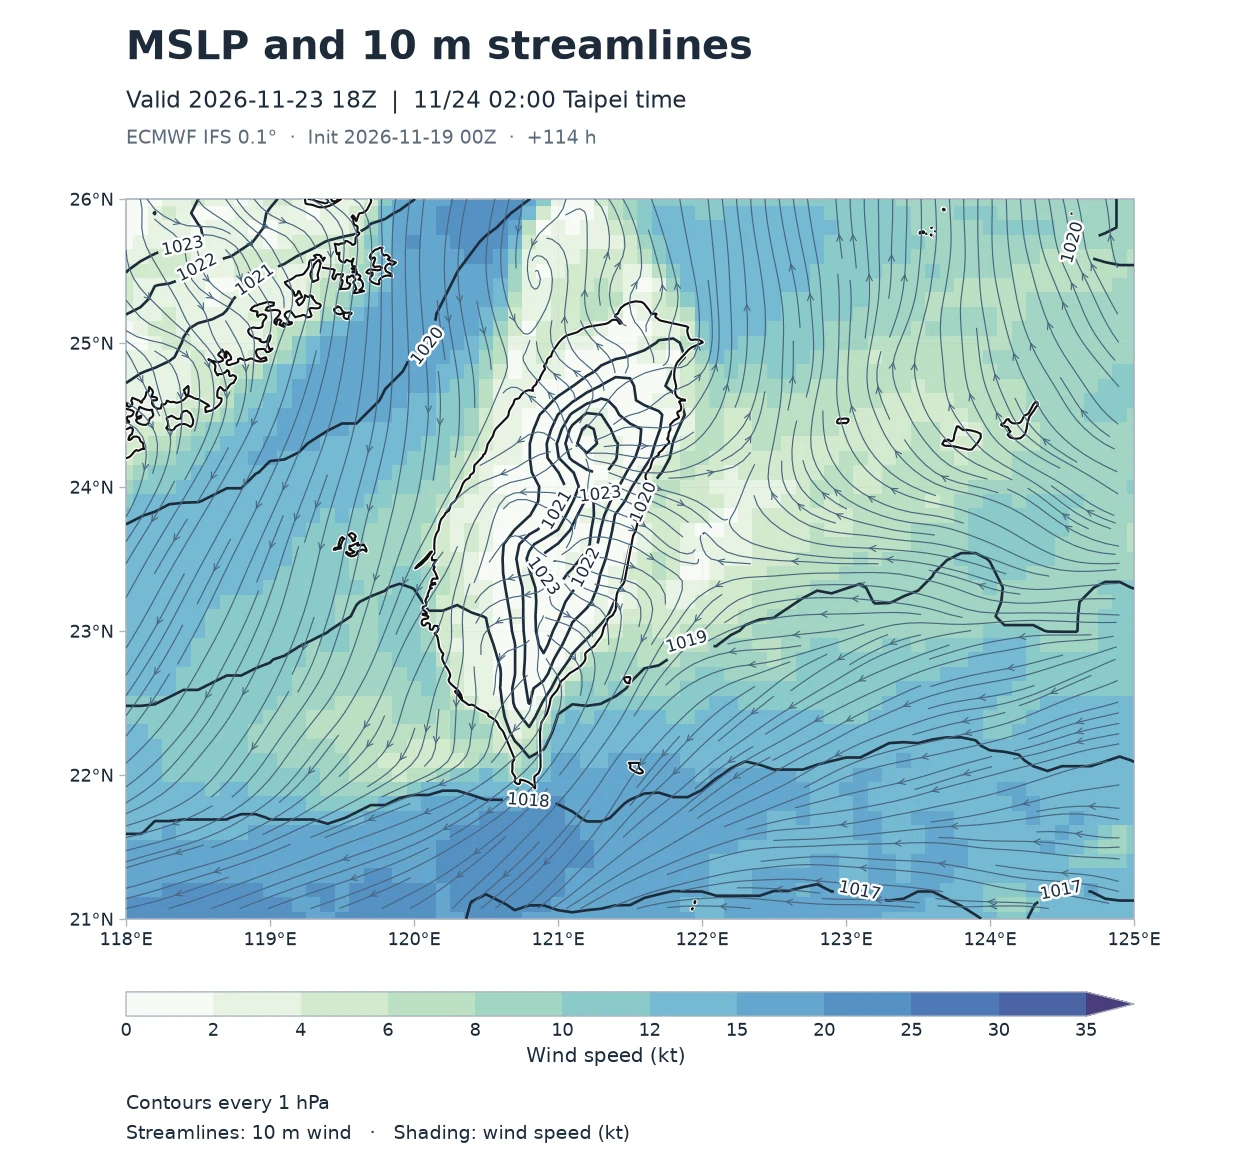 MSLP and 10 m streamlines
Valid 2026-11-23 18Z | 11/24 02:00 Taipei time
ECMWF IFS 0.1° · Init 2026-11-19 00Z · +114 h
26°N
25°N
24°N
23°N
22°N
21°N
1023
1022
1021
1020
1020
1020
1021
1023
1022
1023
1019
1018
1017
1017
118°E 119°E 120°E 121°E 122°E 123°E 124°E 125°E
0 2 4 6 8 10 12 15 20 25 30 35
Wind speed (kt)
Contours every 1 hPa
Streamlines: 10 m wind · Shading: wind speed (kt)